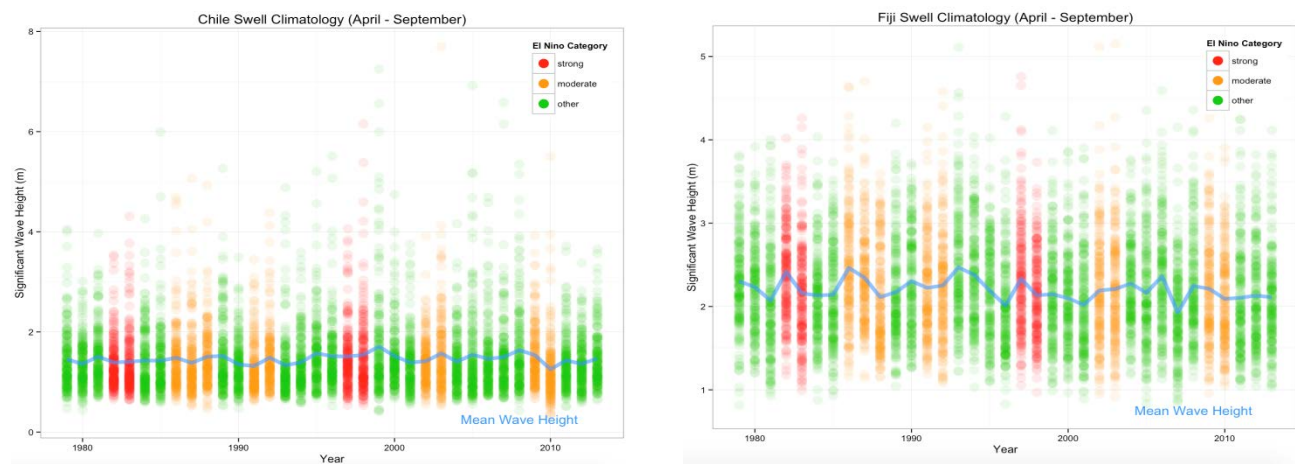 Chile Swell Climatology (April - September)
8
6
4
2
0
Significant Wave Height (m)
El Nino Category
strong
moderate
other
Mean Wave Height
1980
1990
2000
2010
Year
Fiji Swell Climatology (April - September)
5
4
3
2
1
Significant Wave Height (m)
El Nino Category
strong
moderate
other
Mean Wave Height
1980
1990
2000
2010
Year